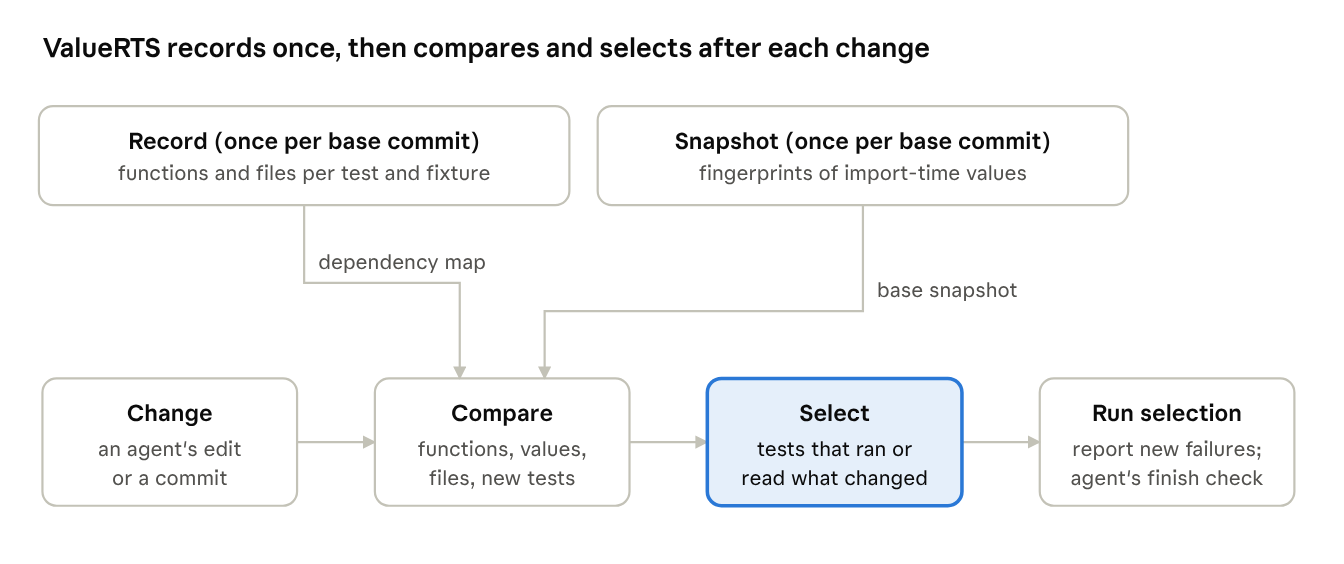 ValueRTS records once, then compares and selects after each change
Record (once per base commit)
functions and files per test and fixture
Snapshot (once per base commit)
fingerprints of import-time values
dependency map
base snapshot
Change
an agent's edit
or a commit
Compare
functions, values,
files, new tests
Select
tests that ran or
read what changed
Run selection
report new failures;
agent's finish check